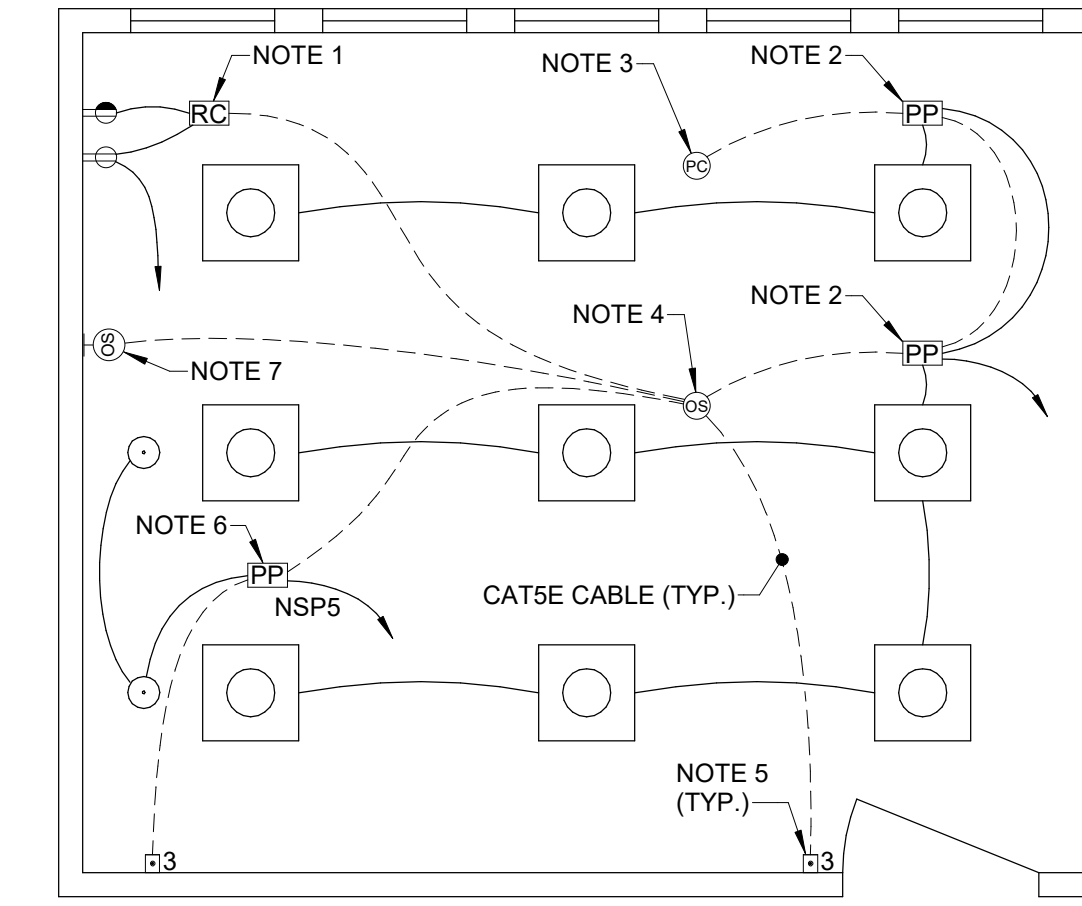 NOTE 1
NOTE 3
NOTE 2
RC
PP
PC
NOTE 2
NOTE 4
OS
PP
NOTE 7
OS
NOTE 6
PP
NSP5
CAT5E CABLE (TYP.)
NOTE 5
(TYP.)
3
3